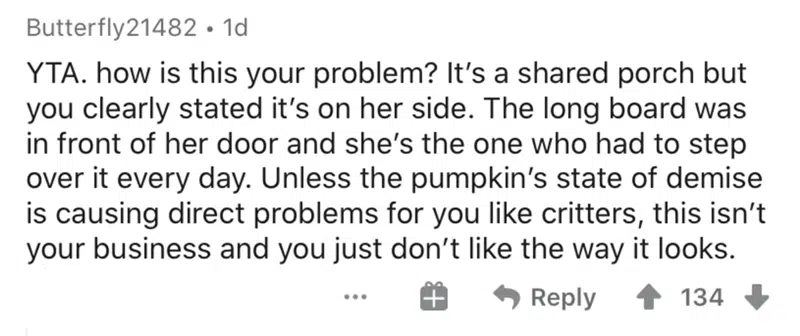 Butterfly21482 • 1d
YTA. how is this your problem? It's a shared porch but
you clearly stated it's on her side. The long board was
in front of her door and she's the one who had to step
over it every day. Unless the pumpkin's state of demise
is causing direct problems for you like critters, this isn't
your business and you just don't like the way it looks.
Reply 134